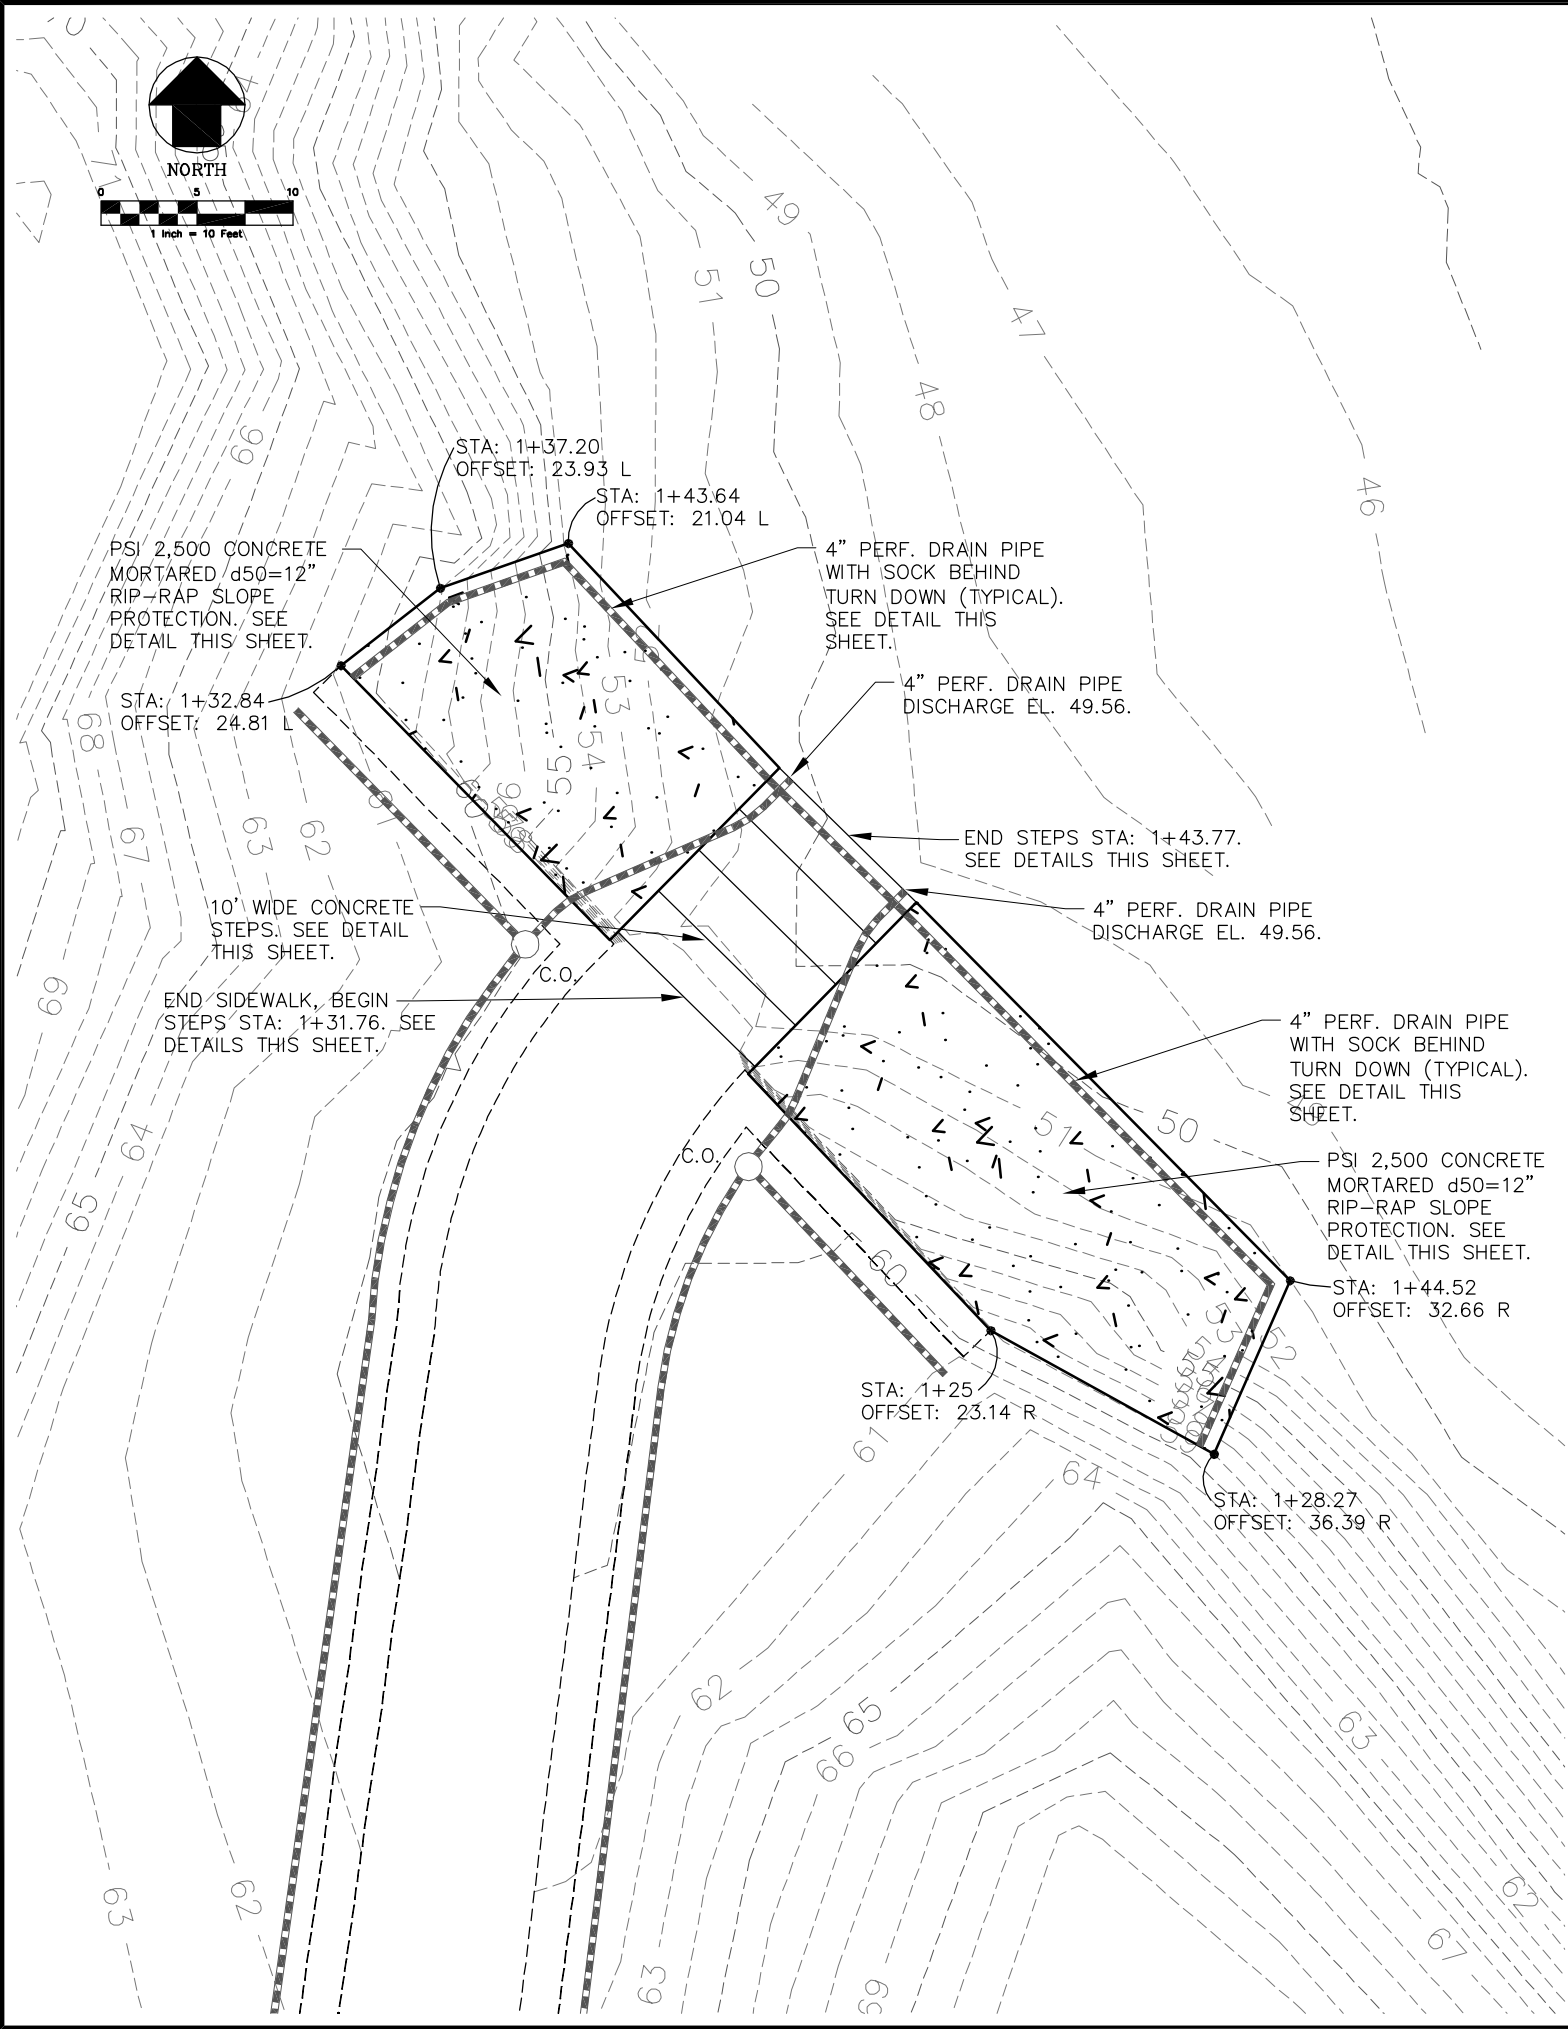 NORTH
0 5 10
1 Inch = 10 Feet
71
49
50
51
47
48
46
66
STA: 1+37.20
OFFSET: 23.93 L
STA: 1+43.64
OFFSET: 21.04 L
PSI 2,500 CONCRETE
MORTARED d50=12”
RIP-RAP SLOPE
PROTECTION. SEE
DETAIL THIS SHEET.
4” PERF. DRAIN PIPE
WITH SOCK BEHIND
TURN DOWN (TYPICAL).
SEE DETAIL THIS
SHEET.
STA: 1+32.84
OFFSET: 24.81 L
4” PERF. DRAIN PIPE
DISCHARGE EL. 49.56.
52
53
54
55
68
67
63
62
61
END STEPS STA: 1+43.77.
SEE DETAILS THIS SHEET.
10’ WIDE CONCRETE
STEPS. SEE DETAIL
THIS SHEET.
4” PERF. DRAIN PIPE
DISCHARGE EL. 49.56.
C.O.
69
END SIDEWALK, BEGIN
STEPS STA: 1+31.76. SEE
DETAILS THIS SHEET.
4” PERF. DRAIN PIPE
WITH SOCK BEHIND
TURN DOWN (TYPICAL).
SEE DETAIL THIS
SHEET.
49
50
51
64
65
C.O.
PSI 2,500 CONCRETE
MORTARED d50=12”
RIP-RAP SLOPE
PROTECTION. SEE
DETAIL THIS SHEET.
60
STA: 1+44.52
OFFSET: 32.66 R
53
52
55
54
STA: 1+25
OFFSET: 23.14 R
61
64
STA: 1+28.27
OFFSET: 36.39 R
62
65
66
63
63
62
62
67
63
69